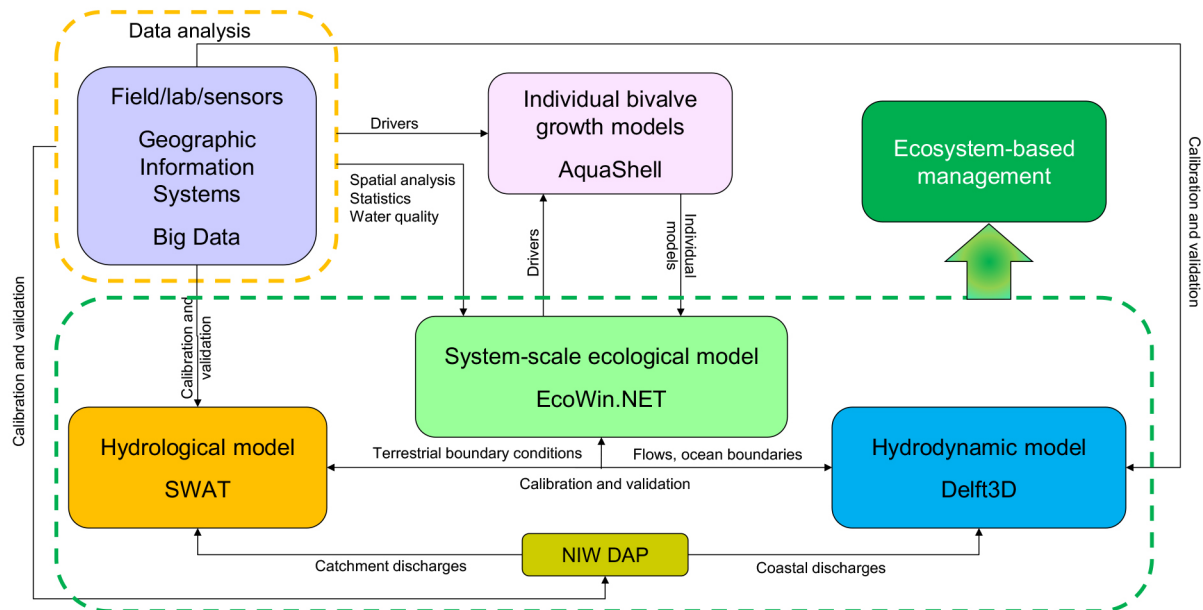 Data analysis
Field/lab/sensors
Geographic
Information
Systems
Big Data
Drivers
Spatial analysis
Statistics
Water quality
Individual bivalve
growth models
AquaShell
Ecosystem-based
management
Calibration and validation
Drivers
Individual
models
Calibration and validation
Calibration and
validation
System-scale ecological model
EcoWin.NET
Hydrological model
SWAT
Terrestrial boundary conditions
Flows, ocean boundaries
Calibration and validation
Hydrodynamic model
Delft3D
NIW DAP
Catchment discharges
Coastal discharges